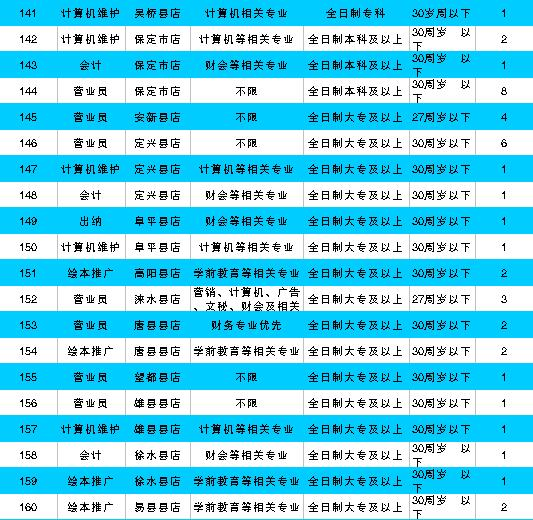 141 计算机维护 吴桥县店 计算机相关专业 全日制专科 30岁周以下 1
142 计算机维护 保定市店 计算机等相关专业 全日制本科及以上 30周岁 以下 2
143 会计 保定市店 财会等相关专业 全日制本科及以上 30周岁 以下 1
144 营业员 保定市店 不限 全日制本科及以上 30周岁 以下 8
145 营业员 安新县店 不限 全日制大专及以上 27周岁以下 4
146 营业员 定兴县店 不限 全日制大专及以上 30周岁以下 6
147 计算机维护 定兴县店 计算机等相关专业 全日制大专及以上 30周岁以下 1
148 会计 定兴县店 财会等相关专业 全日制大专及以上 30周岁以下 1
149 出纳 阜平县店 财会等相关专业 全日制大专及以上 30周岁以下 1
150 计算机维护 阜平县店 计算机等相关专业 全日制大专及以上 30周岁以下 1
151 绘本推广 高阳县店 学前教育等相关专业 全日制大专及以上 30周岁以下 2
152 营业员 涞水县店 营销、计算机、广告、文秘、财会及相关 全日制大专及以上 27周岁以下 3
153 营业员 唐县县店 财务专业优先 全日制大专及以上 30周岁以下 2
154 绘本推广 唐县县店 学前教育等相关专业 全日制大专及以上 30周岁以下 2
155 营业员 望都县店 不限 全日制大专及以上 30周岁以下 1
156 营业员 雄县县店 不限 全日制大专及以上 30周岁以下 1
157 计算机维护 雄县县店 计算机等相关专业 全日制大专及以上 30周岁以下 1
158 会计 徐水县店 财会等相关专业 全日制大专及以上 30周岁 以下 1
159 绘本推广 徐水县店 学前教育等相关专业 全日制大专及以上 30周岁 以下 1
160 绘本推广 易县县店 学前教育等相关专业 全日制大专及以上 30周岁 以下 2